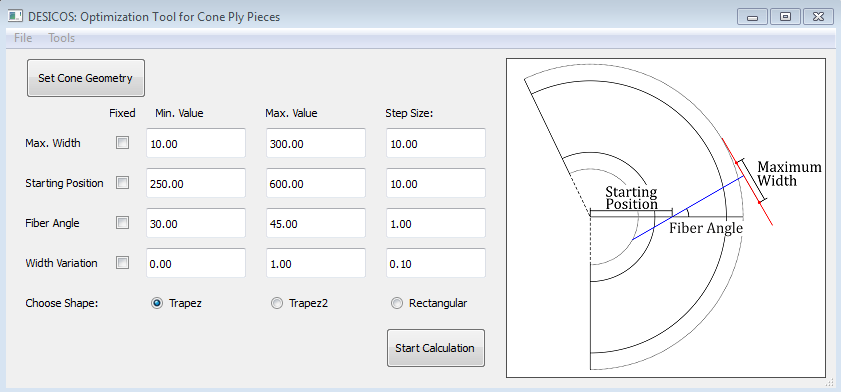 DESICOS: Optimization Tool for Cone Ply Pieces
File Tools
Set Cone Geometry
Fixed Min. Value Max. Value Step Size:
Max. Width 10.00 300.00 10.00
Starting Position 250.00 600.00 10.00
Fiber Angle 30.00 45.00 1.00
Width Variation 0.00 1.00 0.10
Choose Shape: Trapez Trapez2 Rectangular
Start Calculation
Maximum
Width
Starting
Position
Fiber Angle